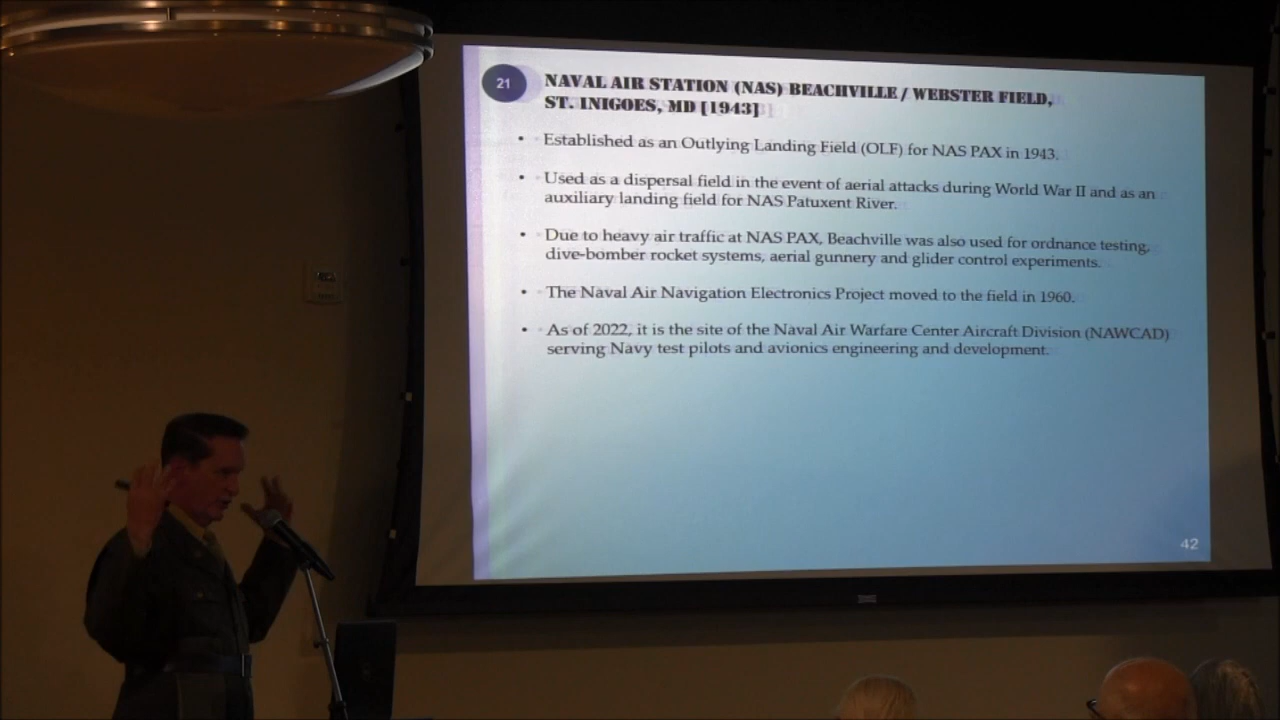 21
NAVAL AIR STATION (NAS) BEACHVILLE / WEBSTER FIELD,
ST. INIGOES, MD [1943]
• Established as an Outlying Landing Field (OLF) for NAS PAX in 1943.
• Used as a dispersal field in the event of aerial attacks during World War II and as an
auxiliary landing field for NAS Patuxent River.
• Due to heavy air traffic at NAS PAX, Beachville was also used for ordnance testing,
dive-bomber rocket systems, aerial gunnery and glider control experiments.
• The Naval Air Navigation Electronics Project moved to the field in 1960.
• As of 2022, it is the site of the Naval Air Warfare Center Aircraft Division (NAWCAD)
serving Navy test pilots and avionics engineering and development.
42